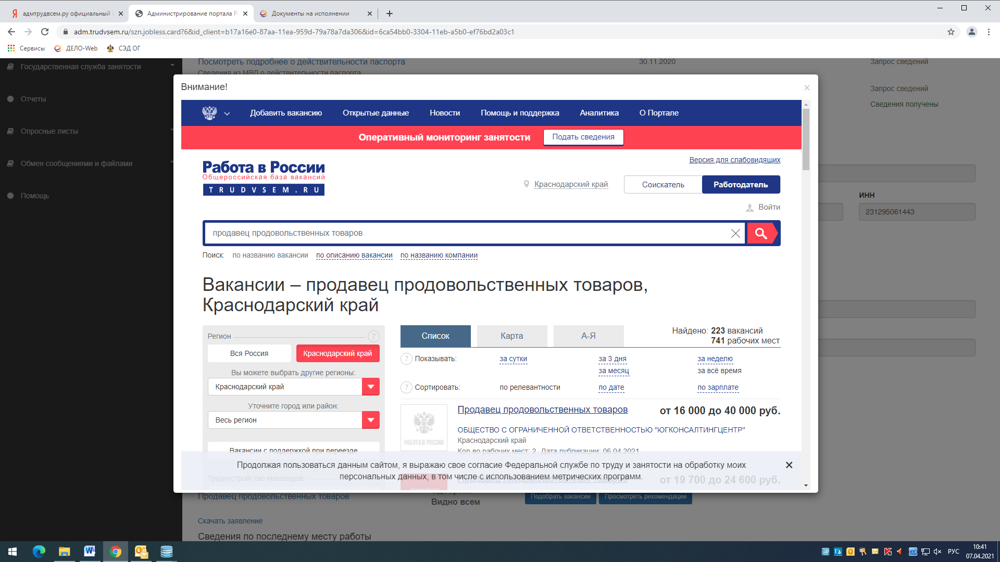 адмтрудвсем.ру официальный с
Администрирование портала Р
Документы на исполнении
adm.trudvsem.ru/szn.jobless.card?6&id_client=b17a16e0-87aa-11ea-959d-79a78a7da306&id=6ca54bb0-3304-11eb-a5b0-ef76bd2a03c1
Сервисы
ДЕЛО-Web
СЭД ОГ
Государственная служба занятости
Отчеты
Опросные листы
Обмен сообщениями и файлами
Помощь
Посмотреть подробнее о действительности паспорта
30.11.2020
Запрос сведений
Сведения из МВД о действительности паспорта
Запрос сведений
Сведения получены
ИНН
231295061443
Внимание!
Добавить вакансию
Открытые данные
Новости
Помощь и поддержка
Аналитика
О Портале
Оперативный мониторинг занятости
Подать сведения
Версия для слабовидящих
Работа в России
Общероссийская база вакансий
TRUDVSEM.RU
Краснодарский край
Соискатель
Работодатель
Войти
продавец продовольственных товаров
Поиск: по названию вакансии по описанию вакансии по названию компании
Вакансии – продавец продовольственных товаров,
Краснодарский край
Регион
?
Вся Россия
Краснодарский край
Вы можете выбрать другие регионы:
Краснодарский край
Уточните город или район:
Весь регион
Вакансии с поддержкой при переезде
Трудоустройство инвалидов
Список
Карта
А-Я
Найдено: 223 вакансий
741 рабочих мест
? Показывать: за сутки за 3 дня за неделю
за месяц за всё время
? Сортировать: по релевантности по дате по зарплате
РАБОТА В РОССИИ
Продавец продовольственных товаров
от 16 000 до 40 000 руб.
ОБЩЕСТВО С ОГРАНИЧЕННОЙ ОТВЕТСТВЕННОСТЬЮ "ЮГКОНСАЛТИНГЦЕНТР"
Краснодарский край
Кол-во рабочих мест: 2 Дата публикации: 06.04.2021
Продолжая пользоваться данным сайтом, я выражаю свое согласие Федеральной службе по труду и занятости на обработку моих
персональных данных, в том числе с использованием метрических программ.
Продавец продовольственных товаров
от 19 700 до 24 600 руб.
Продавец продовольственных товаров
Одобрено
Видно всем
Подобрать вакансии
Просмотреть рекомендации
Скачать заявление
Сведения по последнему месту работы
РУС
10:41
07.04.2021